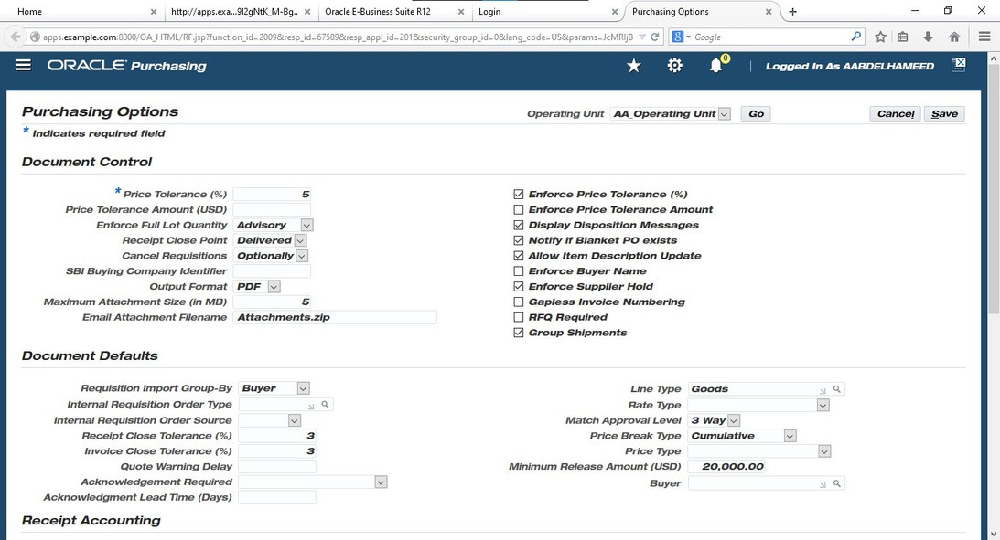 Home
http://apps.exa...9l2gNtK_M-Bg..
Oracle E-Business Suite R12
Login
Purchasing Options
apps.example.com:8000/OA_HTML/RF.jsp?function_id=2009&resp_id=67589&resp_appl_id=201&security_group_id=0&lang_code=US&params=JcMRIjB
Google
ORACLE Purchasing
0
Logged In As AABDELHAMEED
Purchasing Options
Operating Unit AA_Operating Unit Go Cancel Save
* Indicates required field
Document Control
* Price Tolerance (%) 5
Price Tolerance Amount (USD)
Enforce Full Lot Quantity Advisory
Receipt Close Point Delivered
Cancel Requisitions Optionally
SBI Buying Company Identifier
Output Format PDF
Maximum Attachment Size (in MB) 5
Email Attachment Filename Attachments.zip
Enforce Price Tolerance (%)
Enforce Price Tolerance Amount
Display Disposition Messages
Notify if Blanket PO exists
Allow Item Description Update
Enforce Buyer Name
Enforce Supplier Hold
Gapless Invoice Numbering
RFQ Required
Group Shipments
Document Defaults
Requisition Import Group-By Buyer
Internal Requisition Order Type
Internal Requisition Order Source
Receipt Close Tolerance (%) 3
Invoice Close Tolerance (%) 3
Quote Warning Delay
Acknowledgement Required
Acknowledgment Lead Time (Days)
Line Type Goods
Rate Type
Match Approval Level 3 Way
Price Break Type Cumulative
Price Type
Minimum Release Amount (USD) 20,000.00
Buyer
Receipt Accounting